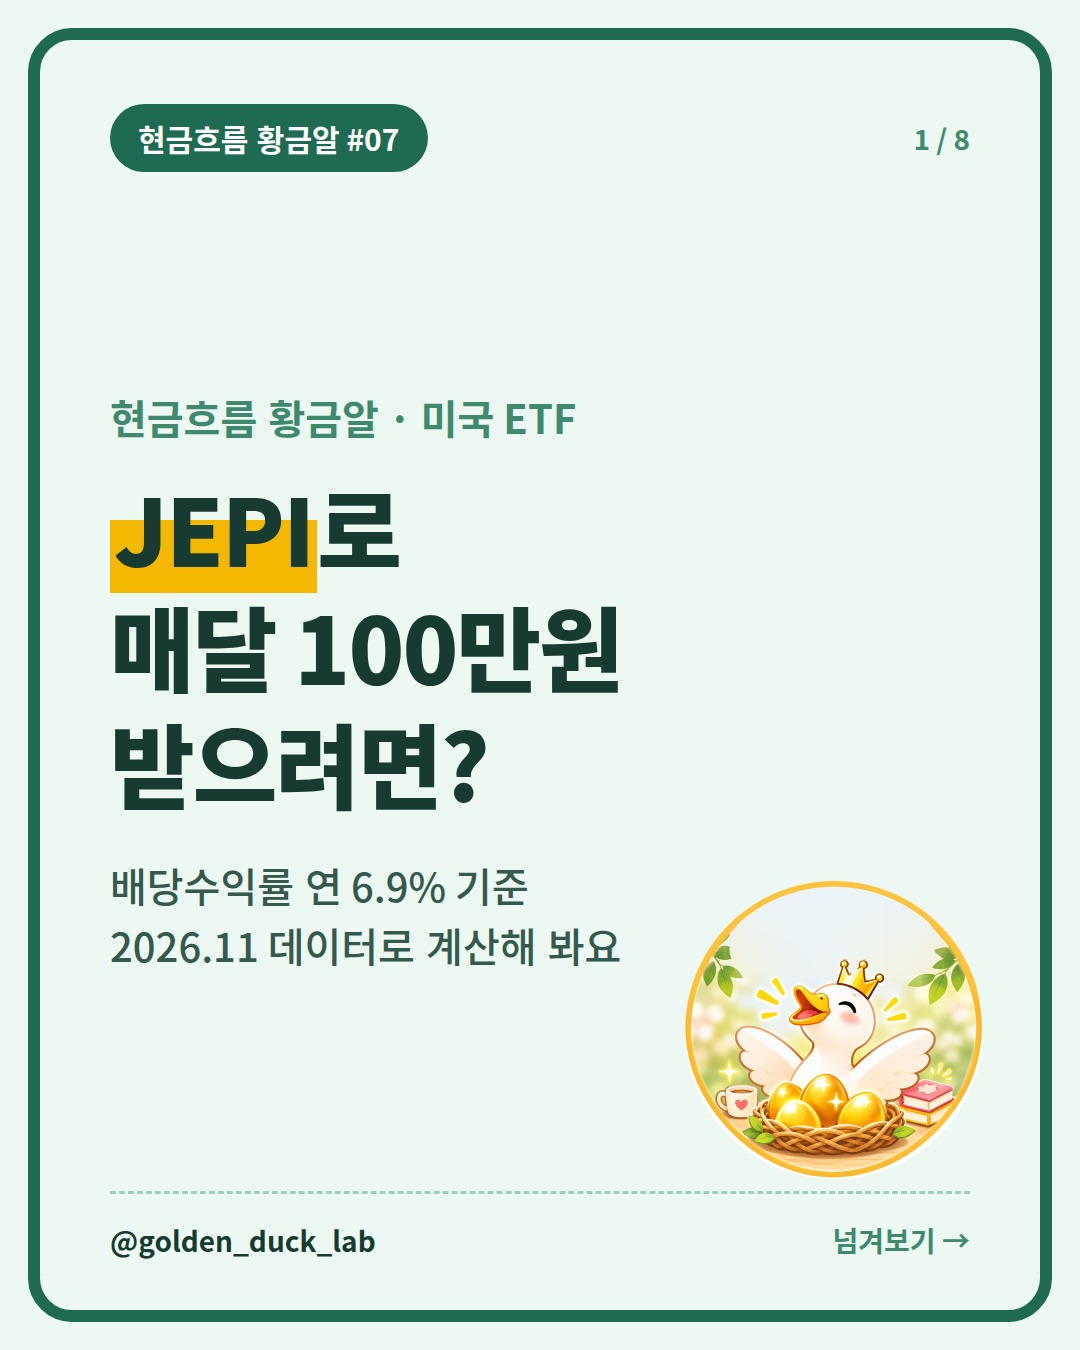 현금흐름 황금알 #07
1 / 8
현금흐름 황금알 · 미국 ETF
JEPI로
매달 100만원
받으려면?
배당수익률 연 6.9% 기준
2026.11 데이터로 계산해 봐요
@golden_duck_lab
넘겨보기 →